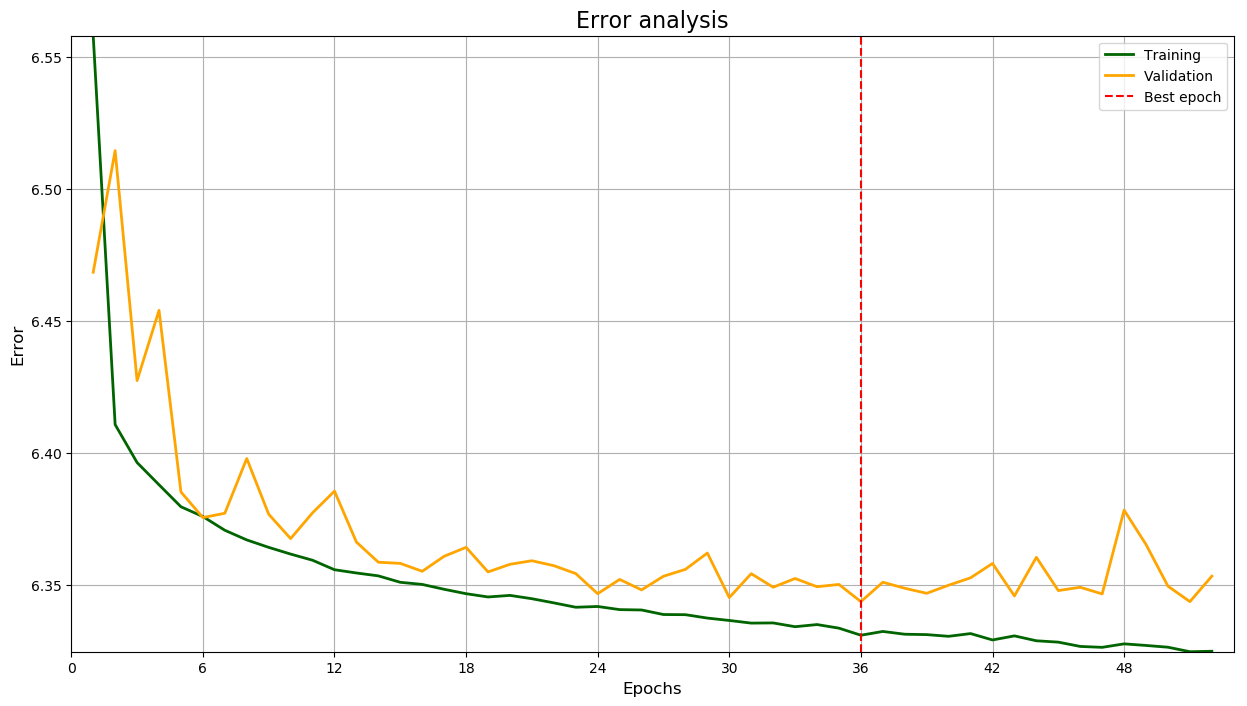 Error analysis
Training
Validation
Best epoch
6.55
6.50
6.45
6.40
6.35
Error
0 6 12 18 24 30 36 42 48
Epochs